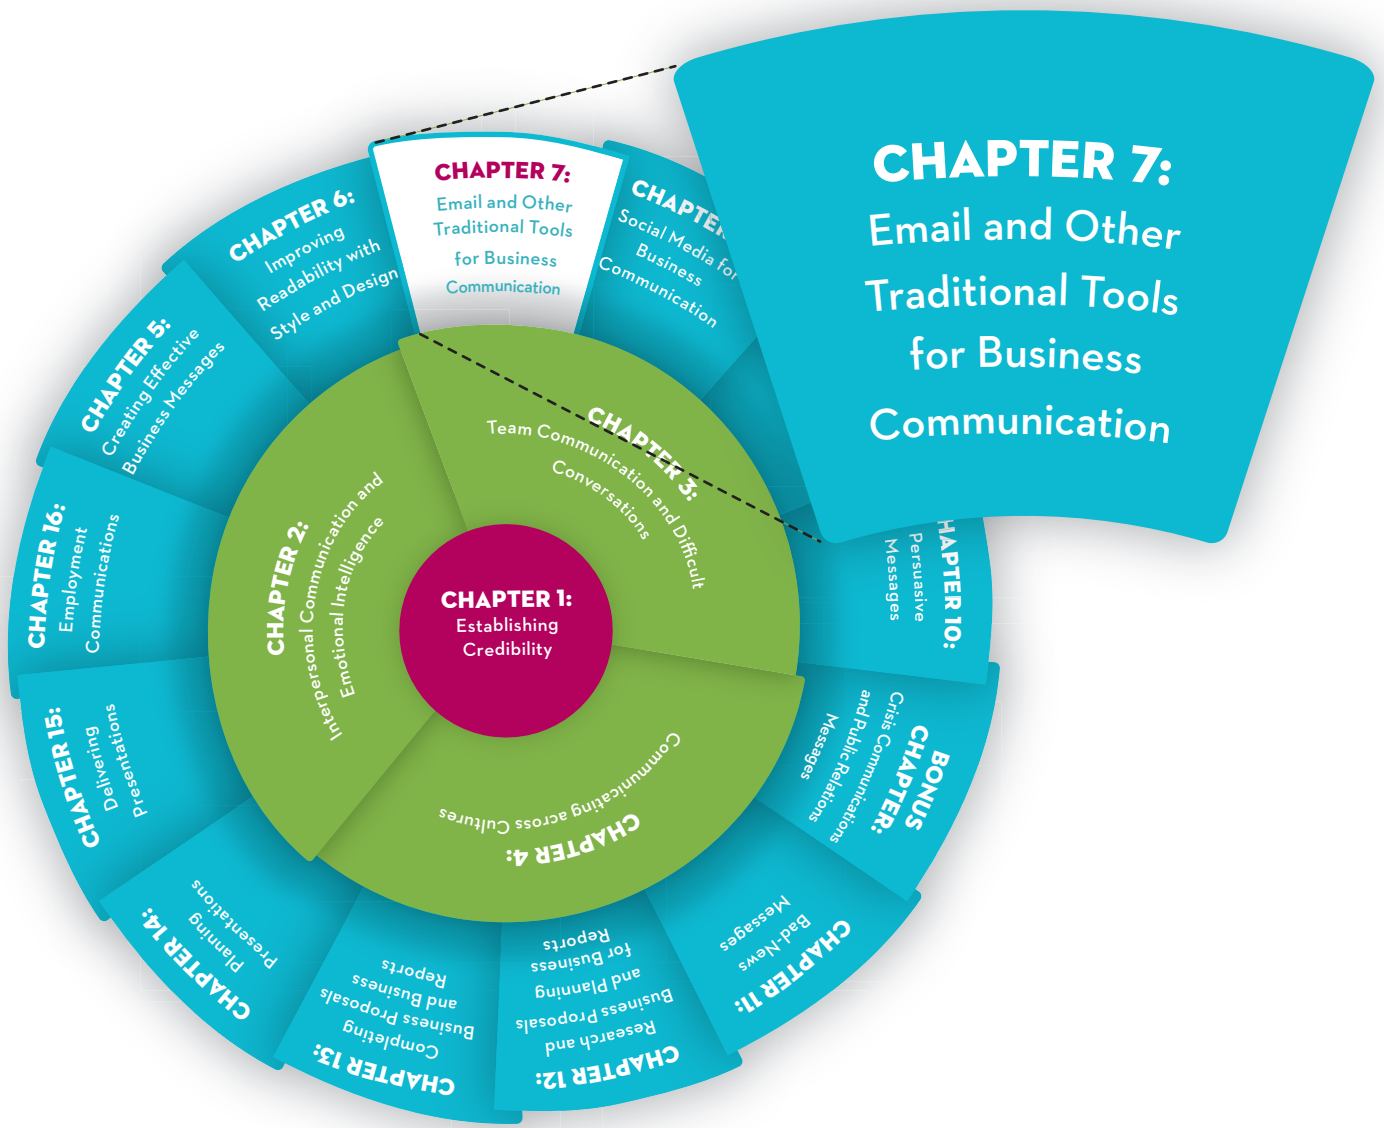 CHAPTER 7:
Email and Other
Traditional Tools
for Business
Communication
CHAPTER 7:
Email and Other
Traditional Tools
for Business
Communication
Social Media for
Business
Communication
HAPTER 10:
Persuasive
Messages
BONUS
CHAPTER:
Crisis Communications
and Public Relations
Messages
CHAPTER 11:
Bad-News
Messages
CHAPTER 12:
Research and
Business Proposals
and Planning
for Business
Reports
CHAPTER 13:
Completing
Business Proposals
and Business
Reports
CHAPTER 14:
Planning
Presentations
CHAPTER 15:
Delivering
Presentations
CHAPTER 16:
Employment
Communications
CHAPTER 5:
Creating Effective
Business Messages
CHAPTER 6:
Improving
Readability with
Style and Design
CHAPTER 3:
Team Communication and Difficult
Conversations
CHAPTER 4:
Communicating across Cultures
CHAPTER 2:
Interpersonal Communication and
Emotional Intelligence
CHAPTER 1:
Establishing
Credibility